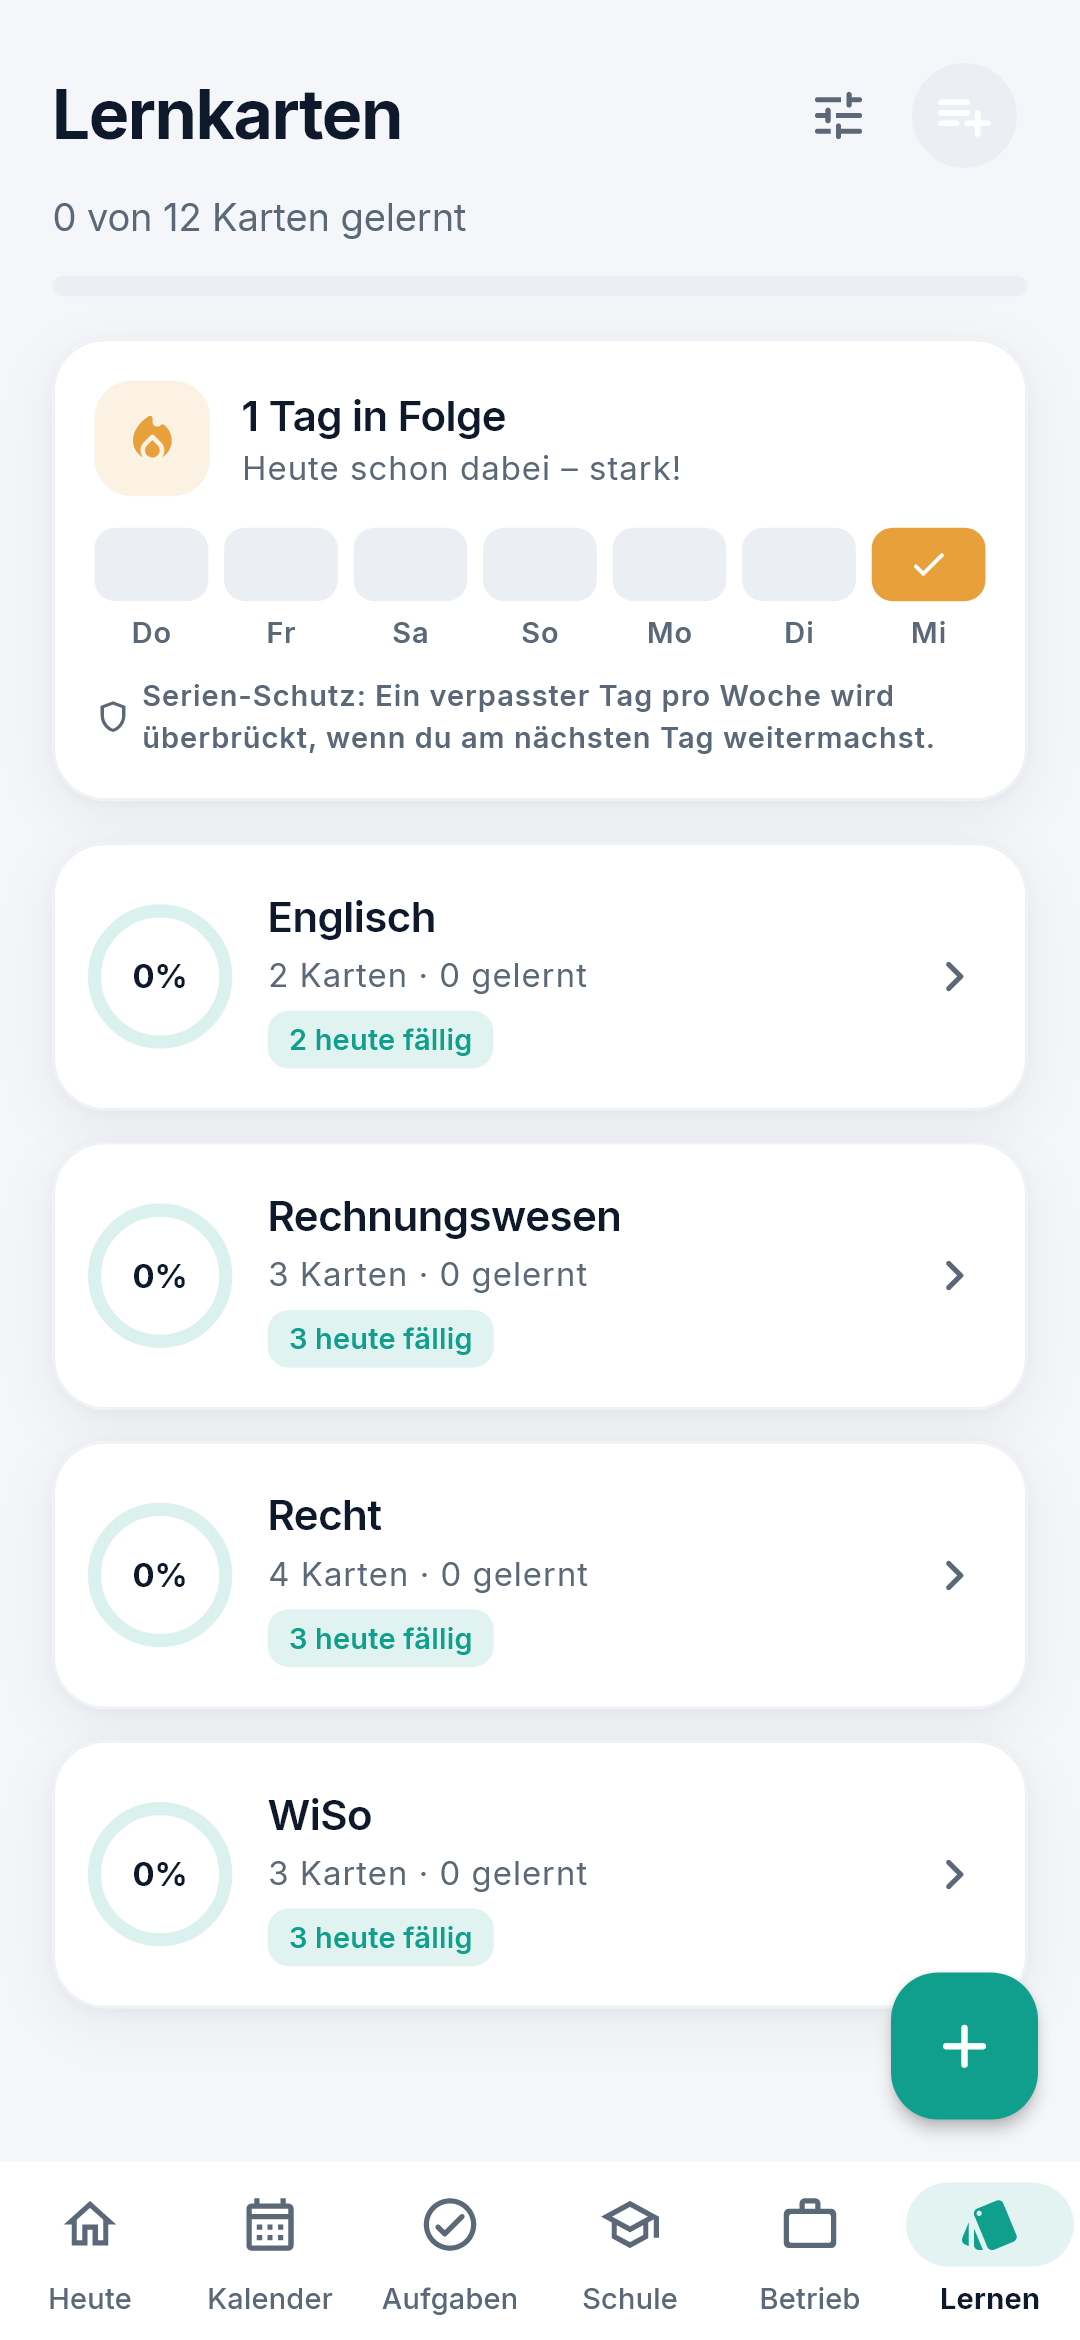 Lernkarten
0 von 12 Karten gelernt
1 Tag in Folge
Heute schon dabei – stark!
Do Fr Sa So Mo Di Mi
Serien-Schutz: Ein verpasster Tag pro Woche wird
überbrückt, wenn du am nächsten Tag weitermachst.
0%
Englisch
2 Karten · 0 gelernt
2 heute fällig
0%
Rechnungswesen
3 Karten · 0 gelernt
3 heute fällig
0%
Recht
4 Karten · 0 gelernt
3 heute fällig
0%
WiSo
3 Karten · 0 gelernt
3 heute fällig
Heute Kalender Aufgaben Schule Betrieb Lernen